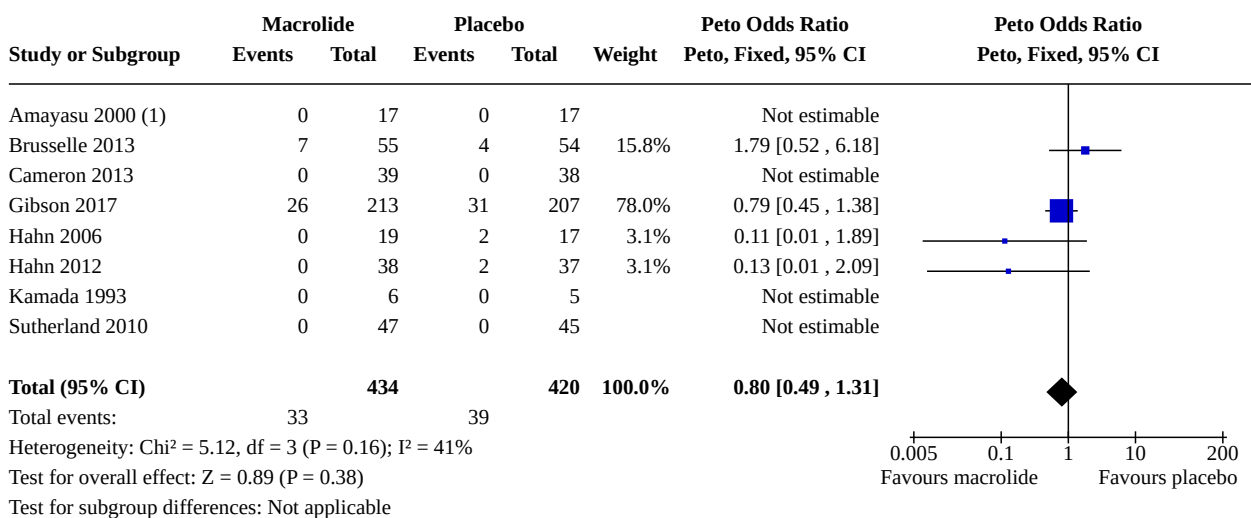 Macrolide Placebo Peto Odds Ratio Peto Odds Ratio
Study or Subgroup Events Total Events Total Weight Peto, Fixed, 95% CI Peto, Fixed, 95% CI
Amayasu 2000 (1) 0 17 0 17 Not estimable
Brusselle 2013 7 55 4 54 15.8% 1.79 [0.52 , 6.18]
Cameron 2013 0 39 0 38 Not estimable
Gibson 2017 26 213 31 207 78.0% 0.79 [0.45 , 1.38]
Hahn 2006 0 19 2 17 3.1% 0.11 [0.01 , 1.89]
Hahn 2012 0 38 2 37 3.1% 0.13 [0.01 , 2.09]
Kamada 1993 0 6 0 5 Not estimable
Sutherland 2010 0 47 0 45 Not estimable
Total (95% CI) 434 420 100.0% 0.80 [0.49 , 1.31]
Total events: 33 39
Heterogeneity: Chi² = 5.12, df = 3 (P = 0.16); I² = 41%
0.005 0.1 1 10 200
Test for overall effect: Z = 0.89 (P = 0.38)
Favours macrolide Favours placebo
Test for subgroup differences: Not applicable